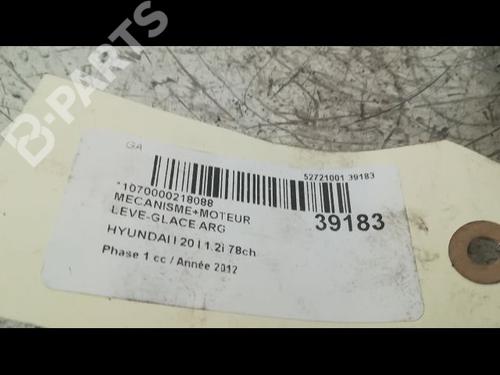 B-PARTS
GA
52721001 39183
*1070000218088
MECANISME+MOTEUR
LEVE-GLACE ARG
39183
HYUNDAI I 20 I 1.2i 78ch
Phase 1 cc / Année 2012